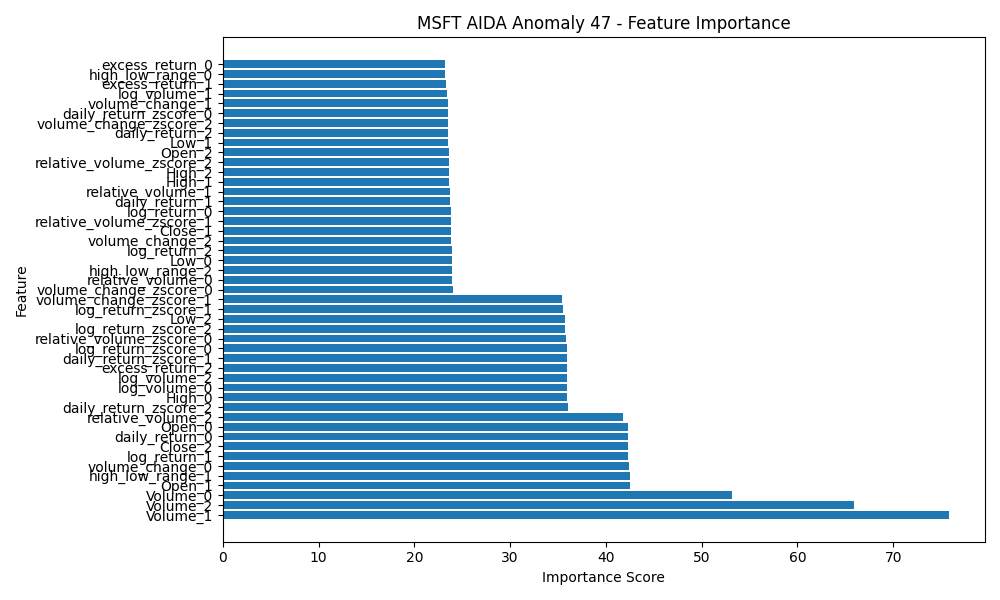 MSFT AIDA Anomaly 47 - Feature Importance
excess_return_0
high_low_range_0
excess_return_1
log_volume_1
volume_change_1
daily_return_zscore_0
volume_change_zscore_2
daily_return_2
Low_1
Open_2
relative_volume_zscore_2
High_2
High_1
relative_volume_1
daily_return_1
log_return_0
relative_volume_zscore_1
Close_1
volume_change_2
log_return_2
Low_0
high_low_range_2
relative_volume_0
volume_change_zscore_0
volume_change_zscore_1
log_return_zscore_1
Low_2
log_return_zscore_2
relative_volume_zscore_0
log_return_zscore_0
daily_return_zscore_1
excess_return_2
log_volume_2
log_volume_0
High_0
daily_return_zscore_2
relative_volume_2
Open_0
daily_return_0
Close_2
log_return_1
volume_change_0
high_low_range_1
Open_1
Volume_0
Volume_2
Volume_1
Feature
0 10 20 30 40 50 60 70
Importance Score